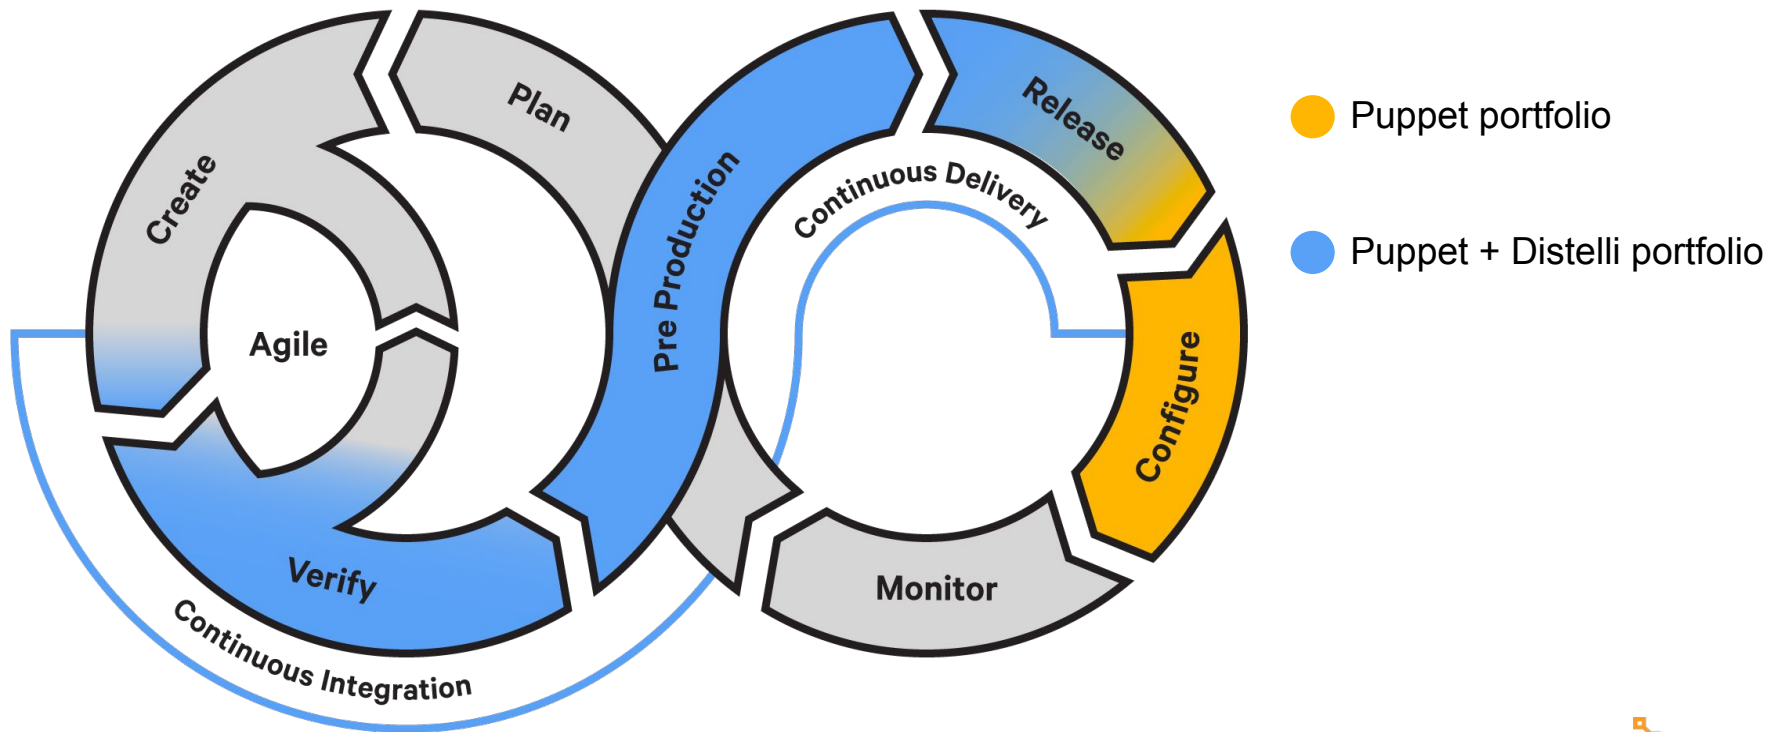 Plan
Create
Agile
Verify
Continuous Integration
Pre Production
Continuous Delivery
Release
Configure
Monitor
Puppet portfolio
Puppet + Distelli portfolio